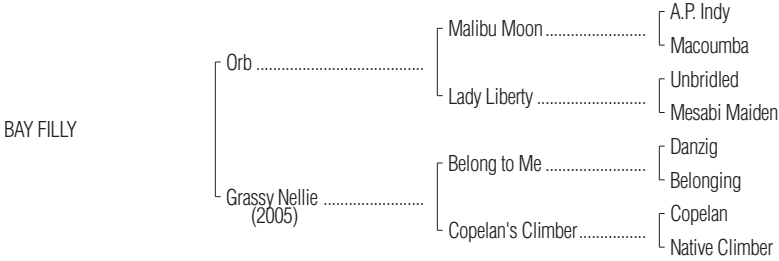 A.P. Indy
Malibu Moon ........................
Macoumba
Orb ........................................
Unbridled
Lady Liberty ..........................
Mesabi Maiden
BAY FILLY
Danzig
Belong to Me ........................
Belonging
Grassy Nellie ........................
(2005)
Copelan
Copelan's Climber................
Native Climber